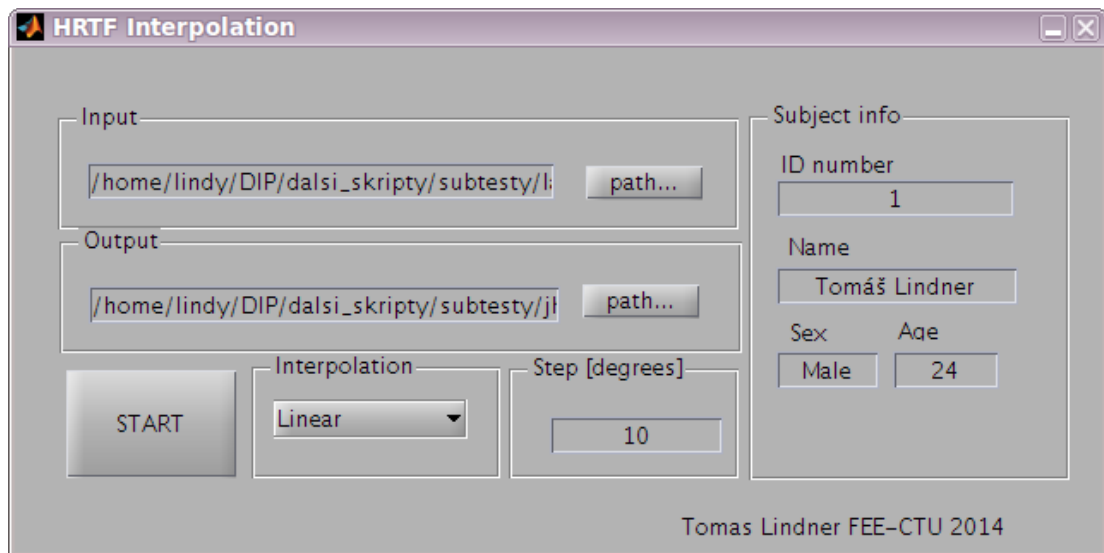 HRTF Interpolation
Input
/home/lindy/DIP/dalsi_skripty/subtesty/l
path...
Output
/home/lindy/DIP/dalsi_skripty/subtesty/jh
path...
START
Interpolation
Linear
Step [degrees]
10
Subject info
ID number
1
Name
Tomáš Lindner
Sex
Age
Male
24
Tomas Lindner FEE-CTU 2014